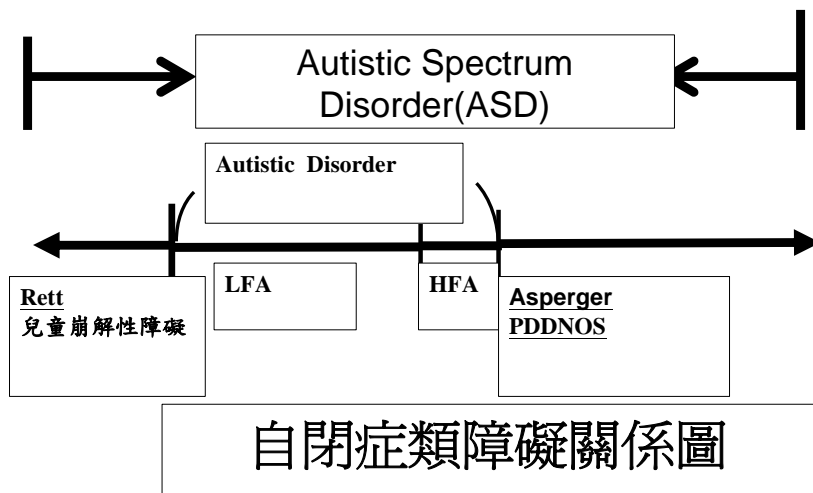 Autistic Spectrum
Disorder(ASD)
Autistic Disorder
LFA
HFA
Rett
兒童崩解性障礙
Asperger
PDDNOS
自閉症類障礙關係圖